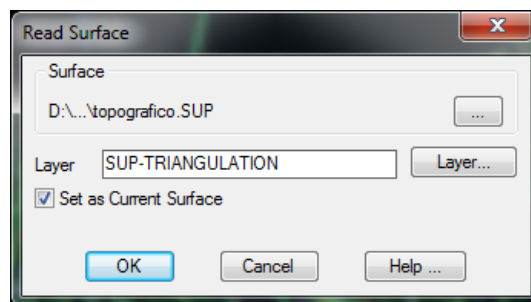 Read Surface
Surface
D:\...\topografico.SUP
...
Layer SUP-TRIANGULATION Layer...
Set as Current Surface
OK Cancel Help ...